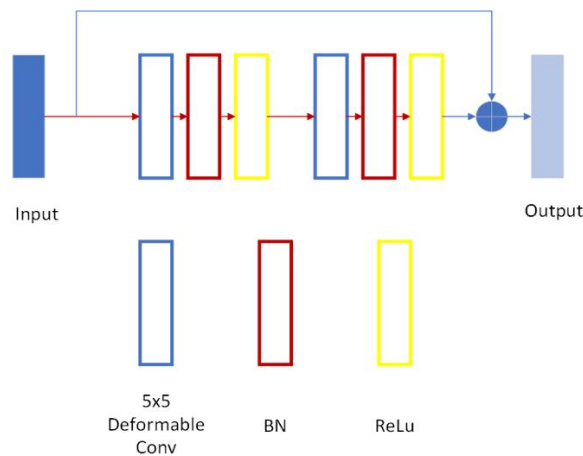 Input
Output
5x5
Deformable
Conv
BN
ReLu